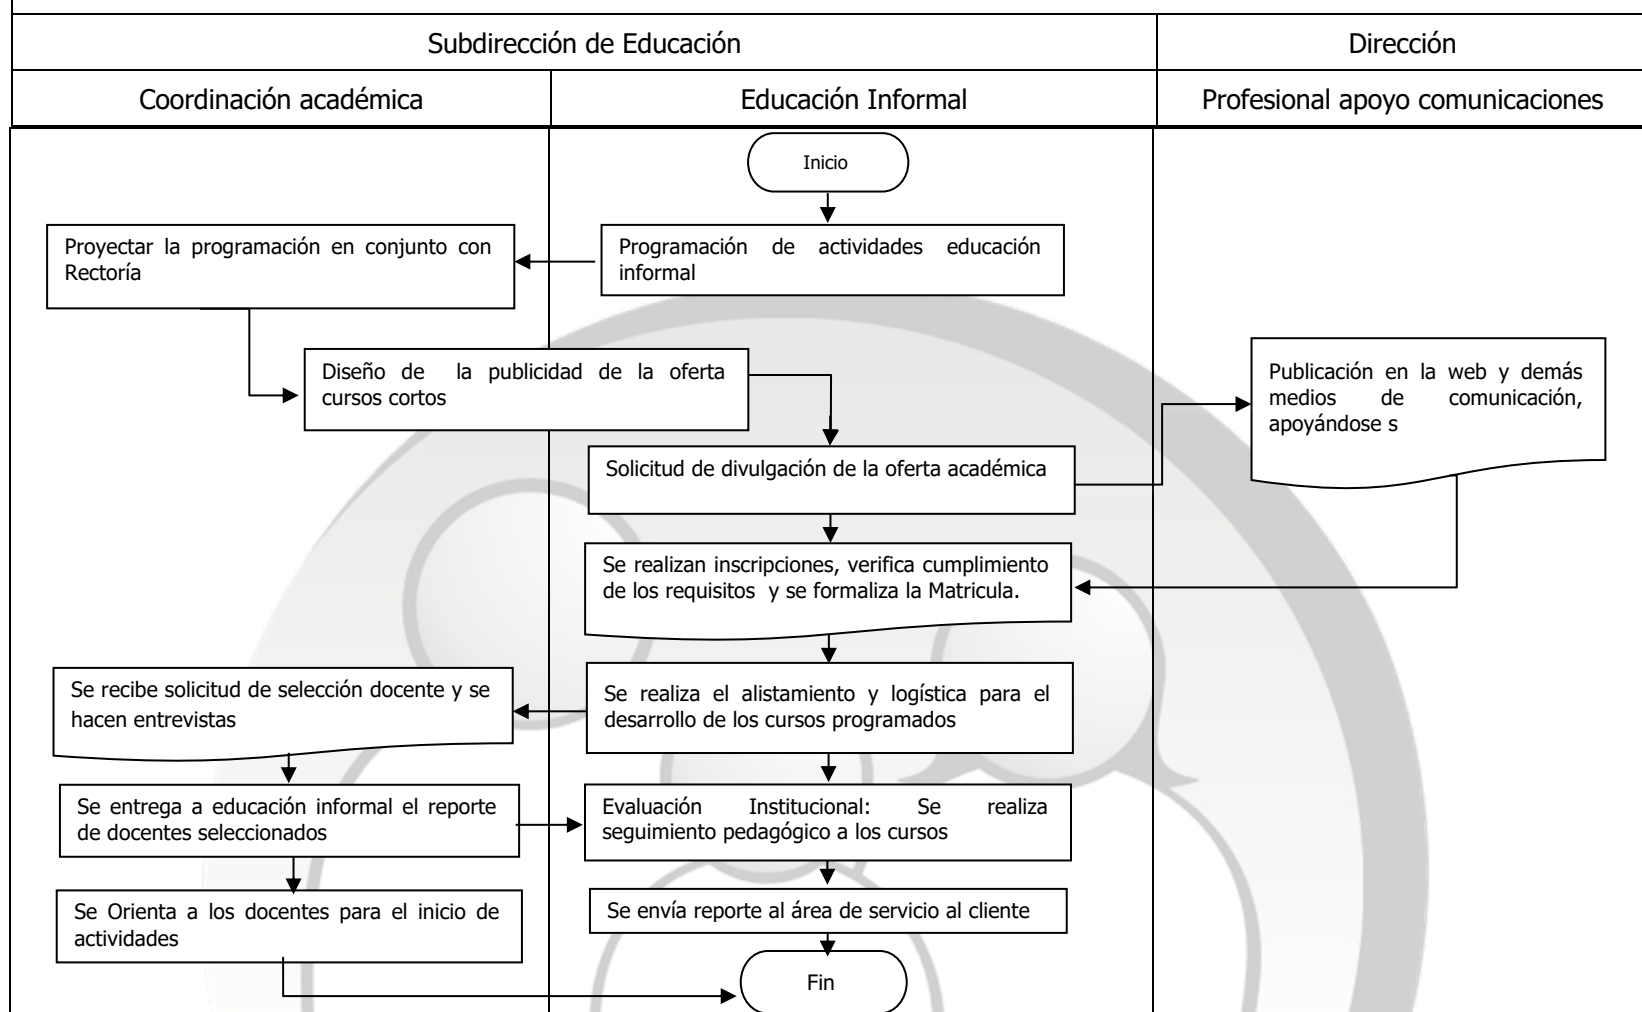 Subdirección de Educación
Dirección
Coordinación académica
Educación Informal
Profesional apoyo comunicaciones
Inicio
Proyectar la programación en conjunto con
Rectoría
Programación de actividades educación
informal
Diseño de la publicidad de la oferta
cursos cortos
Publicación en la web y demás
medios de comunicación,
apoyándose s
Solicitud de divulgación de la oferta académica
Se realizan inscripciones, verifica cumplimiento
de los requisitos y se formaliza la Matricula.
Se recibe solicitud de selección docente y se
hacen entrevistas
Se realiza el alistamiento y logística para el
desarrollo de los cursos programados
Se entrega a educación informal el reporte
de docentes seleccionados
Evaluación Institucional: Se realiza
seguimiento pedagógico a los cursos
Se Orienta a los docentes para el inicio de
actividades
Se envía reporte al área de servicio al cliente
Fin